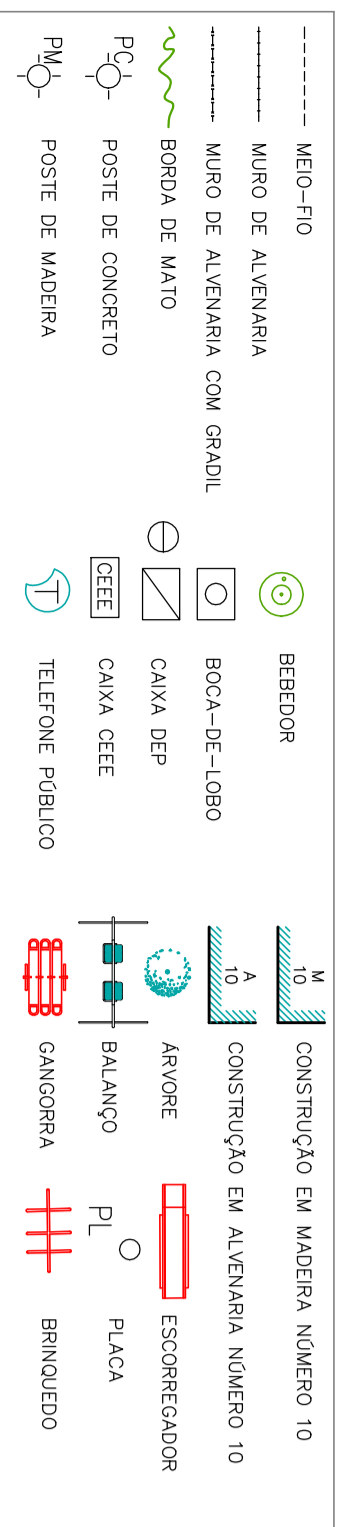 MEIO-FIO
MURO DE ALVENARIA
MURO DE ALVENARIA COM GRADIL
BORDA DE MATO
PC POSTE DE CONCRETO
PM POSTE DE MADEIRA
BEBEDOR
BOCA-DE-LOBO
CAIXA DEP
CEEE CAIXA CEEE
T TELEFONE PÚBLICO
M
10
CONSTRUÇÃO EM MADEIRA NÚMERO 10
A
10
CONSTRUÇÃO EM ALVENARIA NÚMERO 10
ÁRVORE
BALANÇO
GANGORRA
ESCORREGADOR
PL PLACA
BRINQUEDO